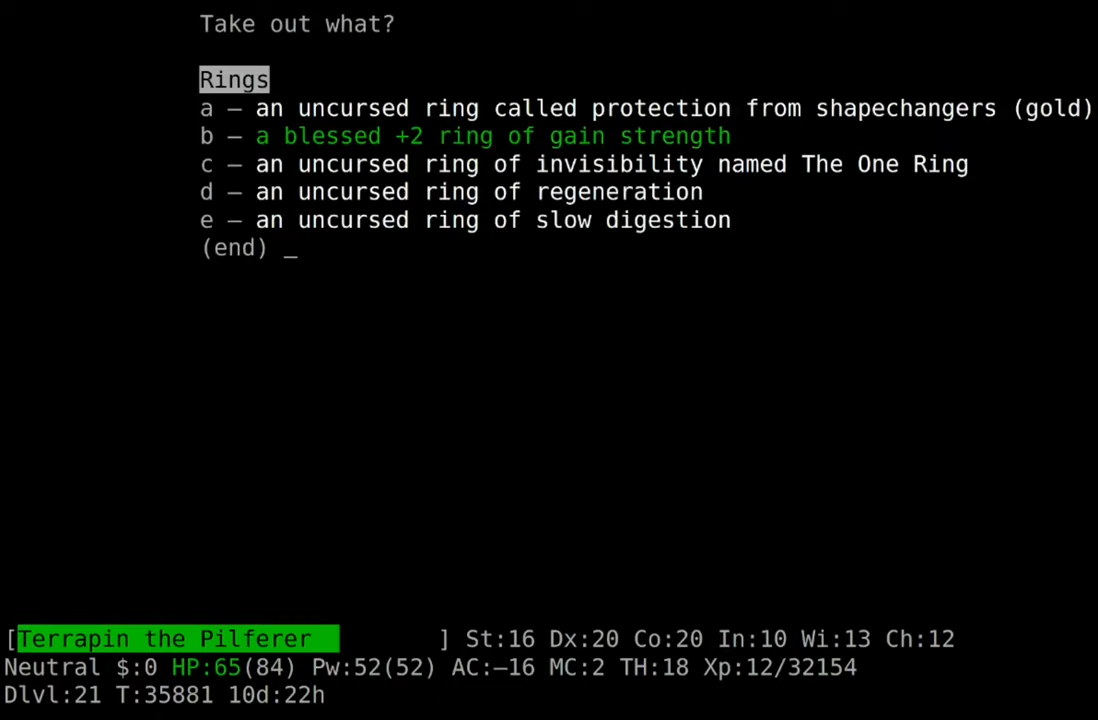 Take out what?
Rings
a – an uncursed ring called protection from shapechangers (gold)
b – a blessed +2 ring of gain strength
c – an uncursed ring of invisibility named The One Ring
d – an uncursed ring of regeneration
e – an uncursed ring of slow digestion
(end) _
[Terrapin the Pilferer ] St:16 Dx:20 Co:20 In:10 Wi:13 Ch:12
Neutral $:0 HP:65(84) Pw:52(52) AC:–16 MC:2 TH:18 Xp:12/32154
Dlvl:21 T:35881 10d:22h